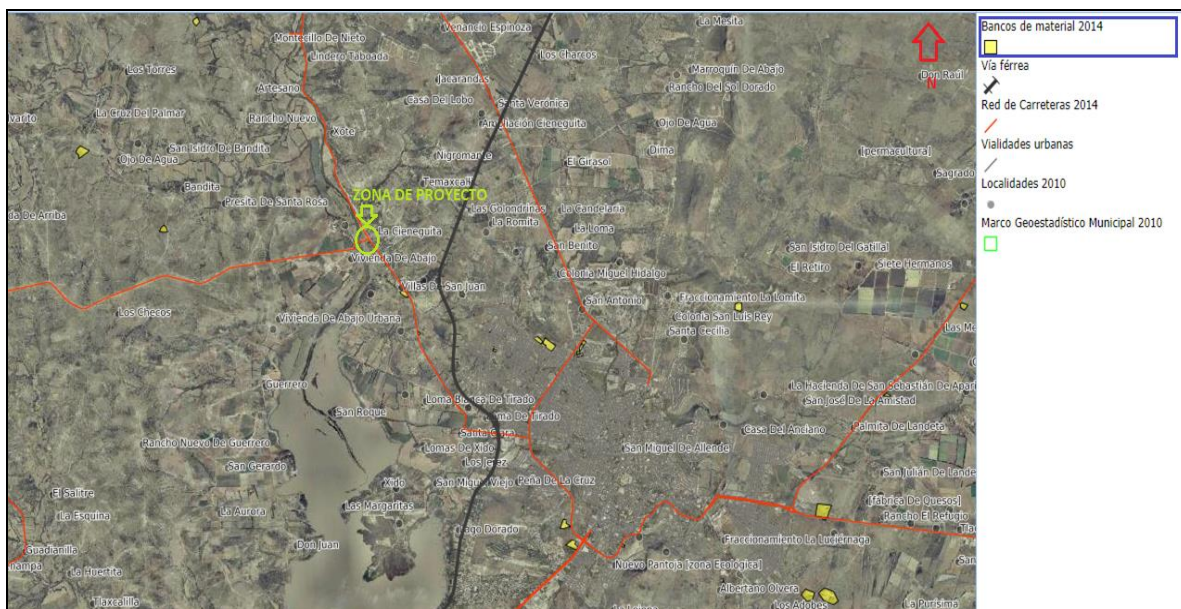 Venancio Espinoza
La Mesita
Montecillo De Nieto
Lindero Taboada
Los Charcos
N
Los Torres
Jacarandas
Marroquín De Abajo
Don Raúl
Artesano
Casa Del Lobo
Santa Verónica
Rancho Del Sol Dorado
La Cruz Del Palmar
Rancho Nuevo
Xote
Ampliación Cieneguita
Ojo De Agua
San Isidro De Bandita
Ojo De Agua
Nigromante
El Girasol
Dima
[permacultura]
Sagrado
Bandita
Temaxcal
ZONA DE PROYECTO
Presita De Santa Rosa
Las Golondrinas
La Candelaria
La Romita
La Loma
La Cieneguita
San Benito
San Isidro Del Gatillal
Vivienda De Abajo
Colonia Miguel Hidalgo
El Retiro
Siete Hermanos
Villas De San Juan
San Antonio
Fraccionamiento La Lomita
Los Checos
Vivienda De Abajo Urbana
Colonia San Luis Rey
Santa Cecilia
Guerrero
La Hacienda De San Sebastián De Apari
Loma Blanca De Tirado
San José De La Amistad
San Roque
Loma De Tirado
Casa Del Anciano
Palmita De Landeta
Santa Clara
Rancho Nuevo De Guerrero
Lomas De Xido
San Miguel De Allende
San Gerardo
Los Jerez
San Julián De Lande
Xido
San Miguel Viejo
Peña De La Cruz
El Salitre
[fábrica De Quesos]
La Esquina
La Aurora
Las Margaritas
Rancho El Refugio
Lago Dorado
Guadianilla
Don Juan
Fraccionamiento La Luciérnaga
La Huertita
Nuevo Pantoja [zona Ecológica]
Tlaxcalilla
Albertano Olvera
Los Adobes
La Purísima
Bancos de material 2014
Vía férrea
Red de Carreteras 2014
Vialidades urbanas
Localidades 2010
Marco Geoestadístico Municipal 2010